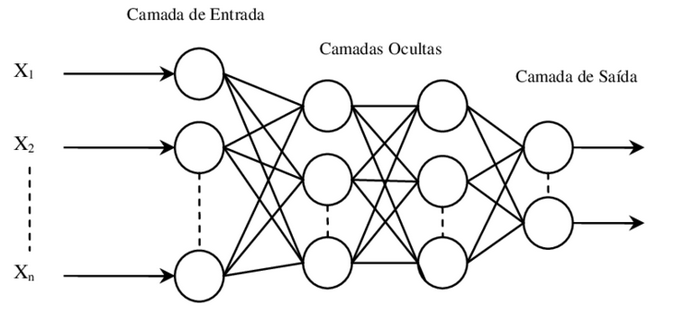 Camada de Entrada
Camadas Ocultas
Camada de Saída
X1
X2
Xn